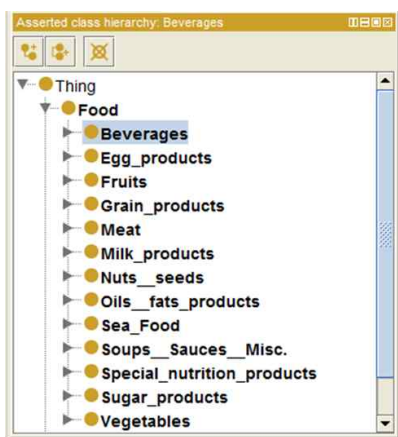 Asserted class hierarchy: Beverages
Thing
Food
Beverages
Egg_products
Fruits
Grain_products
Meat
Milk_products
Nuts__seeds
Oils__fats_products
Sea_Food
Soups__Sauces__Misc.
Special_nutrition_products
Sugar_products
Vegetables